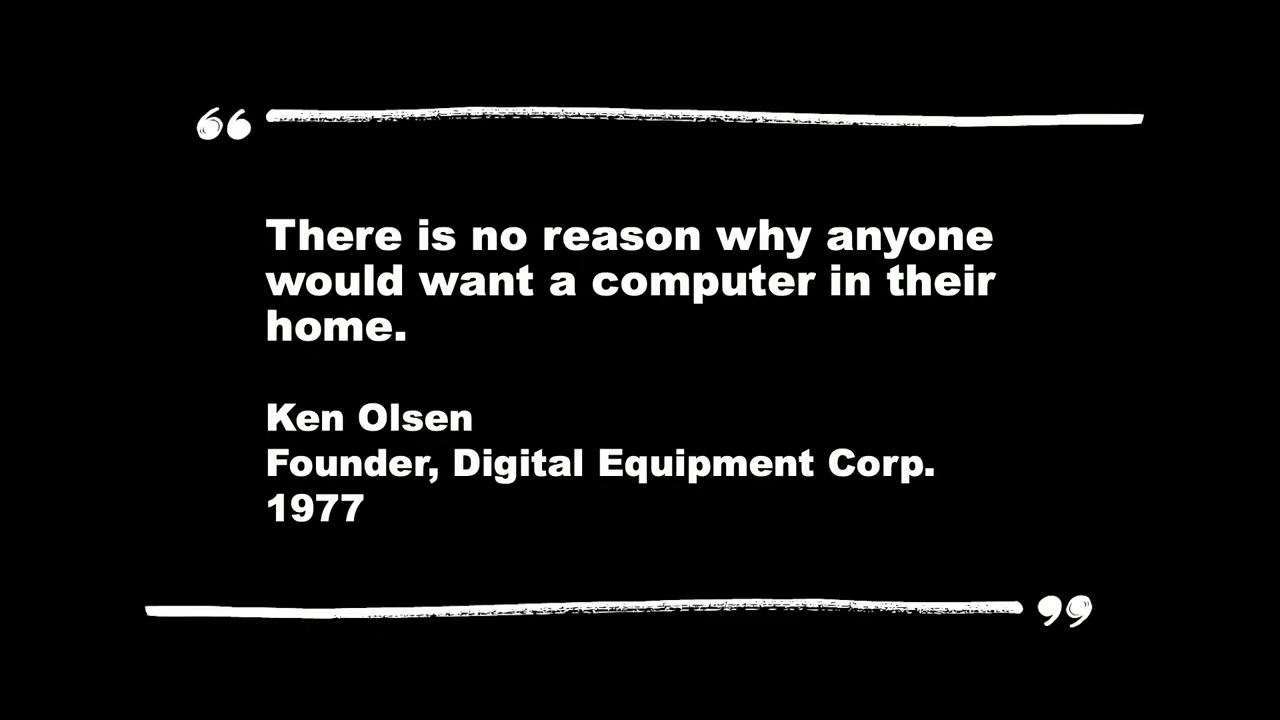 “
There is no reason why anyone
would want a computer in their
home.
Ken Olsen
Founder, Digital Equipment Corp.
1977
”